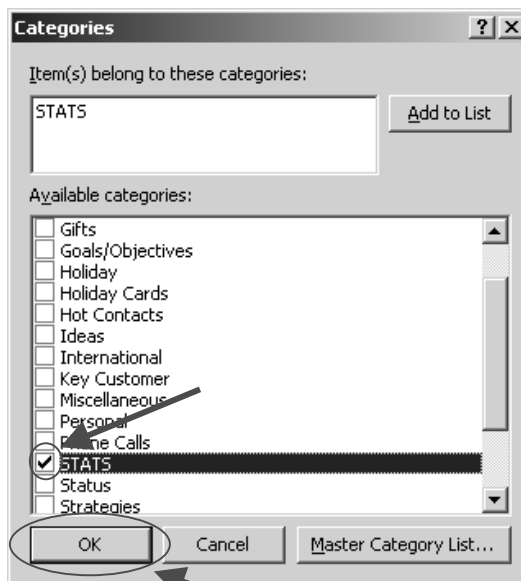 Categories
Item(s) belong to these categories:
STATS
Add to List
Available categories:
Gifts
Goals/Objectives
Holiday
Holiday Cards
Hot Contacts
Ideas
International
Key Customer
Miscellaneous
Personal
Phone Calls
STATS
Status
Strategies
OK Cancel Master Category List...